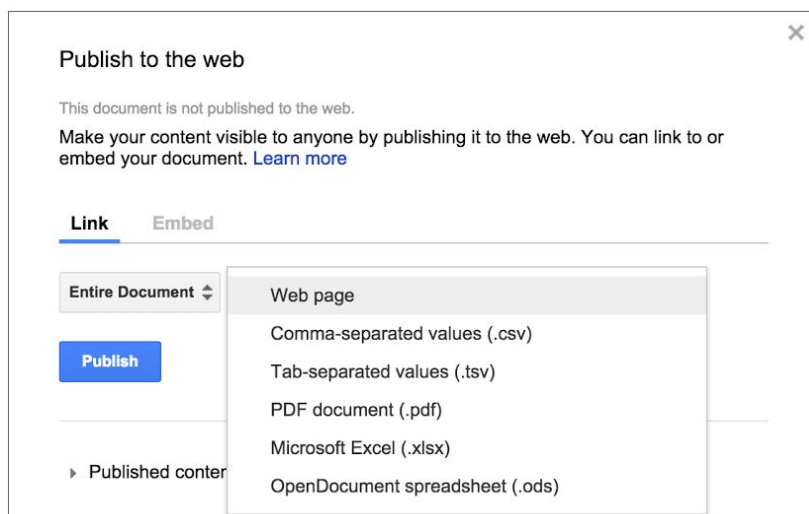 Publish to the web
This document is not published to the web.
Make your content visible to anyone by publishing it to the web. You can link to or
embed your document. Learn more
Link Embed
Entire Document
Web page
Comma-separated values (.csv)
Tab-separated values (.tsv)
PDF document (.pdf)
Microsoft Excel (.xlsx)
OpenDocument spreadsheet (.ods)
Publish
Published